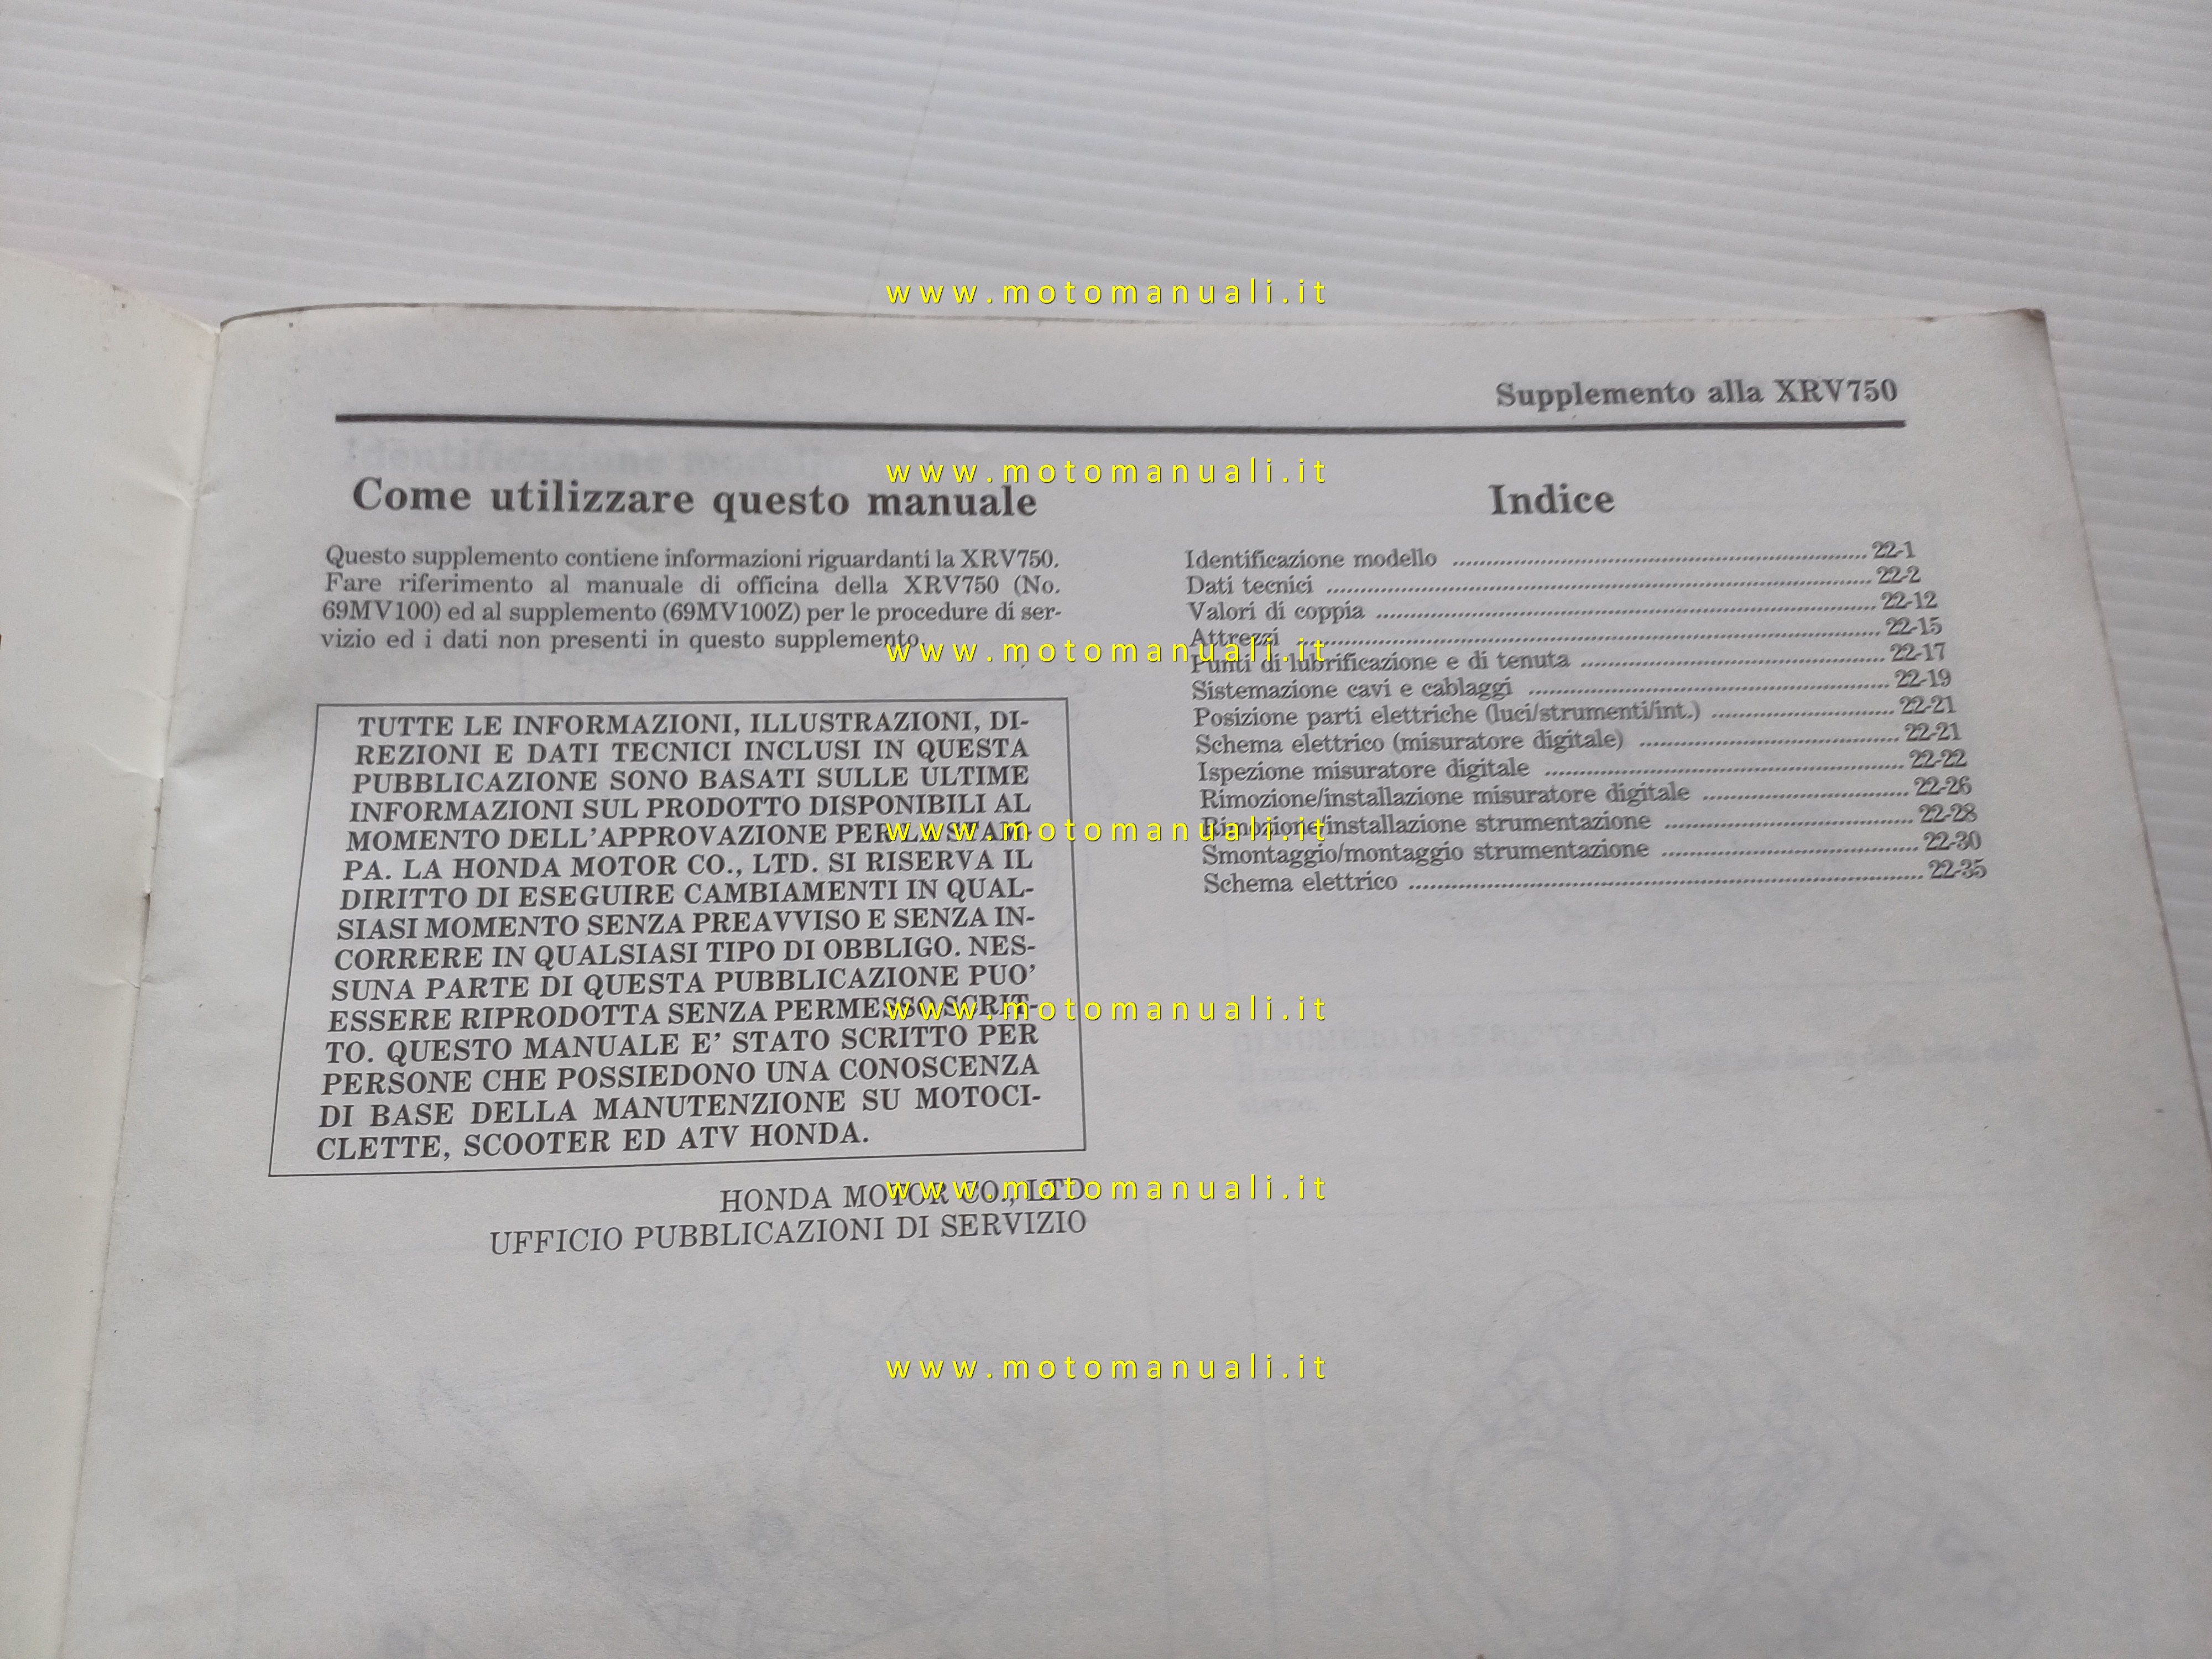 Supplemento alla XRV750
Come utilizzare questo manuale
Questo supplemento contiene informazioni riguardanti la XRV750.
Fare riferimento al manuale di officina della XRV750 (No.
69MV100) ed al supplemento (69MV100Z) per le procedure di ser-
vizio ed i dati non presenti in questo supplemento.
TUTTE LE INFORMAZIONI, ILLUSTRAZIONI, DI-
REZIONI E DATI TECNICI INCLUSI IN QUESTA
PUBBLICAZIONE SONO BASATI SULLE ULTIME
INFORMAZIONI SUL PRODOTTO DISPONIBILI AL
MOMENTO DELL'APPROVAZIONE PER LA STAM-
PA. LA HONDA MOTOR CO., LTD. SI RISERVA IL
DIRITTO DI ESEGUIRE CAMBIAMENTI IN QUAL-
SIASI MOMENTO SENZA PREAVVISO E SENZA IN-
CORRERE IN QUALSIASI TIPO DI OBBLIGO. NES-
SUNA PARTE DI QUESTA PUBBLICAZIONE PUO'
ESSERE RIPRODOTTA SENZA PERMESSO SCRIT-
TO. QUESTO MANUALE E' STATO SCRITTO PER
PERSONE CHE POSSIEDONO UNA CONOSCENZA
DI BASE DELLA MANUTENZIONE SU MOTOCI-
CLETTE, SCOOTER ED ATV HONDA.
HONDA MOTOR CO., LTD
UFFICIO PUBBLICAZIONI DI SERVIZIO
Indice
Identificazione modello ........ 22-1
Dati tecnici ........ 22-2
Valori di coppia ........ 22-12
Attrezzi ........ 22-15
Punti di lubrificazione e di tenuta ........ 22-17
Sistemazione cavi e cablaggi ........ 22-19
Posizione parti elettriche (luci/strumenti/int.) ........ 22-21
Schema elettrico (misuratore digitale) ........ 22-21
Ispezione misuratore digitale ........ 22-22
Rimozione/installazione misuratore digitale ........ 22-26
Rimozione/installazione strumentazione ........ 22-28
Smontaggio/montaggio strumentazione ........ 22-30
Schema elettrico ........ 22-35
www.motomanuali.it
www.motomanuali.it
www.motomanuali.it
www.motomanuali.it
www.motomanuali.it
www.motomanuali.it
www.motomanuali.it